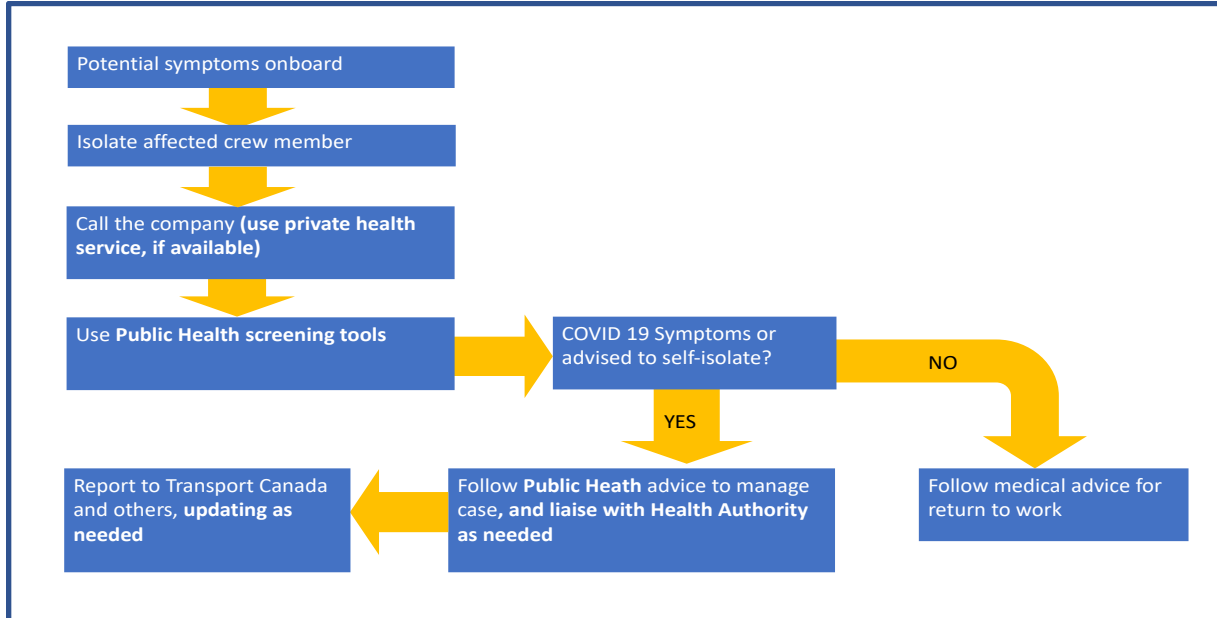 Potential symptoms onboard
Isolate affected crew member
Call the company (use private health
service, if available)
Use Public Health screening tools
COVID 19 Symptoms or
advised to self-isolate?
NO
YES
Report to Transport Canada
and others, updating as
needed
Follow Public Heath advice to manage
case, and liaise with Health Authority
as needed
Follow medical advice for
return to work